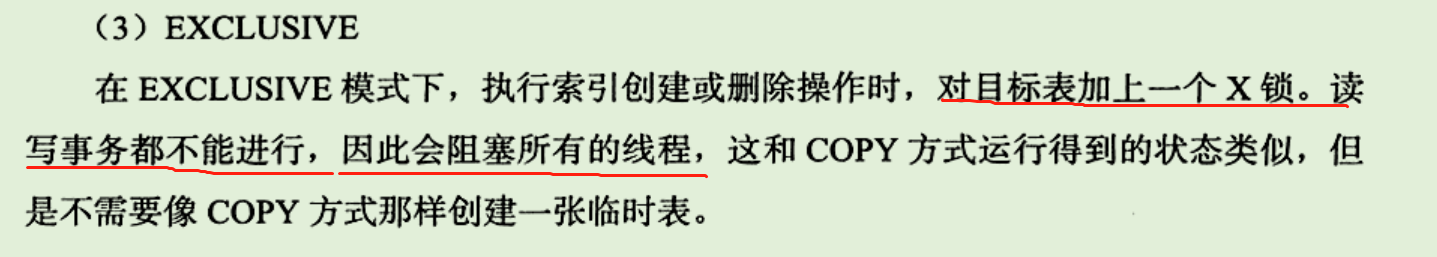 （3）EXCLUSIVE
在 EXCLUSIVE 模式下，执行索引创建或删除操作时，对目标表加上一个 X 锁。读
写事务都不能进行，因此会阻塞所有的线程，这和 COPY 方式运行得到的状态类似，但
是不需要像 COPY 方式那样创建一张临时表。